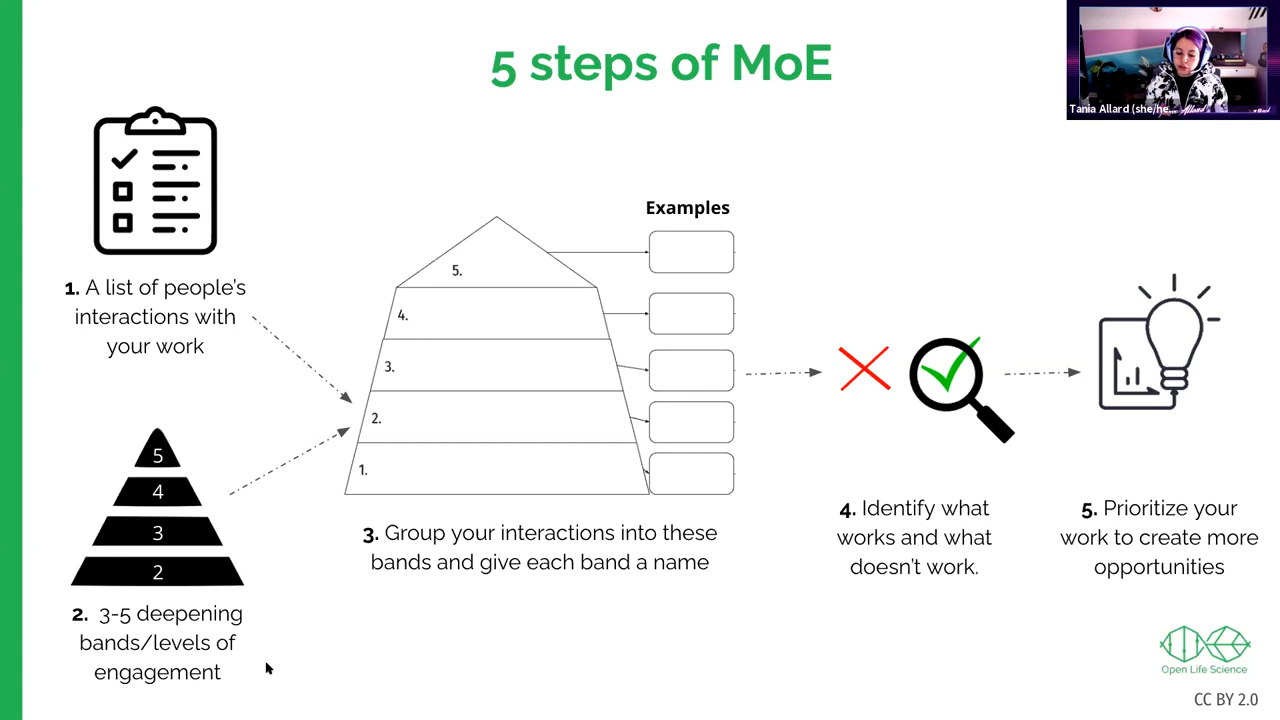 5 steps of MoE
Tania Allard (she/he...
1. A list of people's
interactions with
your work
5
4
3
2
2. 3-5 deepening
bands/levels of
engagement
Examples
5.
4.
3.
2.
1.
3. Group your interactions into these
bands and give each band a name
4. Identify what
works and what
doesn't work.
5. Prioritize your
work to create more
opportunities
Open Life Science
CC BY 2.0